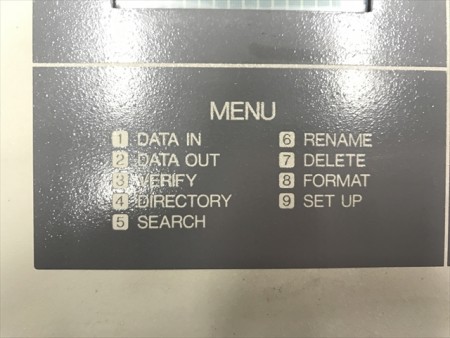 MENU
1 DATA IN
2 DATA OUT
3 VERIFY
4 DIRECTORY
5 SEARCH
6 RENAME
7 DELETE
8 FORMAT
9 SET UP